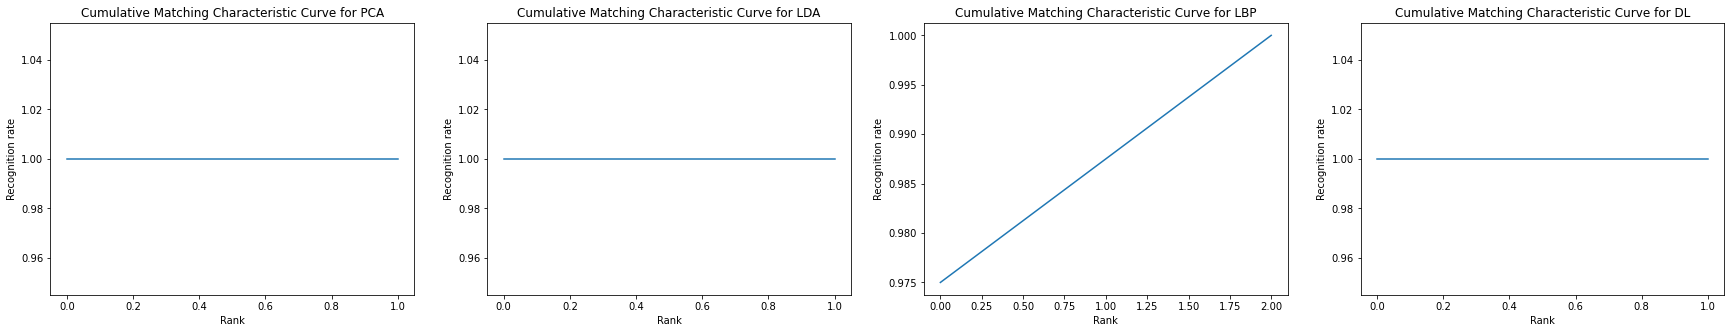 Cumulative Matching Characteristic Curve for PCA
1.04
1.02
1.00
0.98
0.96
Recognition rate
0.0 0.2 0.4 0.6 0.8 1.0
Rank
Cumulative Matching Characteristic Curve for LDA
1.04
1.02
1.00
0.98
0.96
Recognition rate
0.0 0.2 0.4 0.6 0.8 1.0
Rank
Cumulative Matching Characteristic Curve for LBP
1.000
0.995
0.990
0.985
0.980
0.975
Recognition rate
0.00 0.25 0.50 0.75 1.00 1.25 1.50 1.75 2.00
Rank
Cumulative Matching Characteristic Curve for DL
1.04
1.02
1.00
0.98
0.96
Recognition rate
0.0 0.2 0.4 0.6 0.8 1.0
Rank